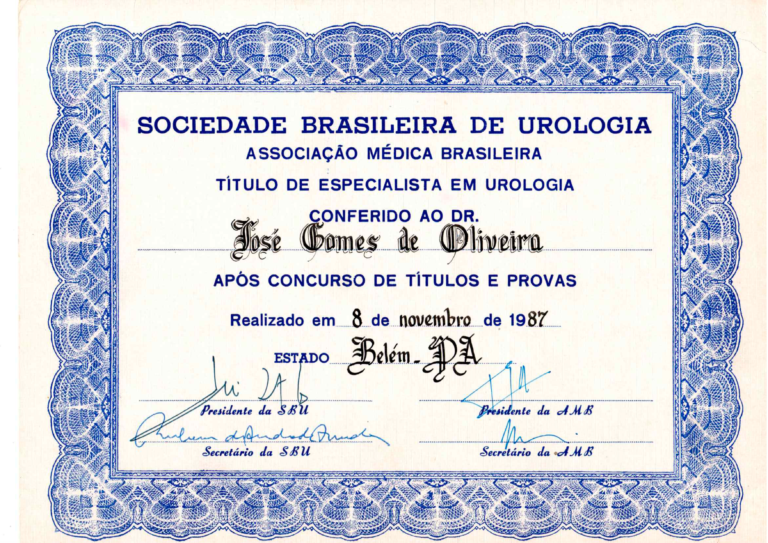 SOCIEDADE BRASILEIRA DE UROLOGIA
ASSOCIAÇÃO MÉDICA BRASILEIRA
TÍTULO DE ESPECIALISTA EM UROLOGIA
CONFERIDO AO DR.
José Gomes de Oliveira
APÓS CONCURSO DE TÍTULOS E PROVAS
Realizado em 8 de novembro de 1987
ESTADO Belém - PA
Presidente da SBU
Presidente da AMB
Secretário da SBU
Secretário da AMB